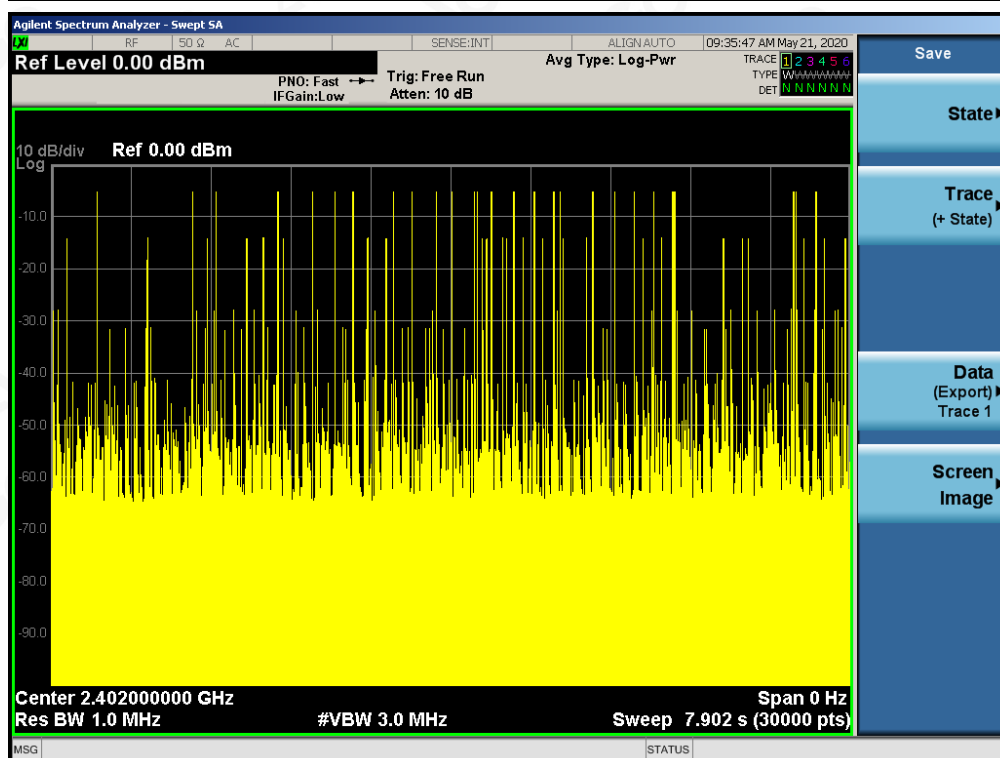 Agilent Spectrum Analyzer - Swept SA
LXI RF 50 Ω AC SENSE:INT ALIGN AUTO 09:35:47 AM May 21, 2020
Ref Level 0.00 dBm
PNO: Fast
IFGain:Low
Trig: Free Run
Atten: 10 dB
Avg Type: Log-Pwr
TRACE 1 2 3 4 5 6
TYPE W
DET N N N N N N
10 dB/div Ref 0.00 dBm
Log
-10.0
-20.0
-30.0
-40.0
-50.0
-60.0
-70.0
-80.0
-90.0
Center 2.402000000 GHz Span 0 Hz
Res BW 1.0 MHz #VBW 3.0 MHz Sweep 7.902 s (30000 pts)
MSG STATUS
Save
State
Trace
(+ State)
Data
(Export)
Trace 1
Screen
Image